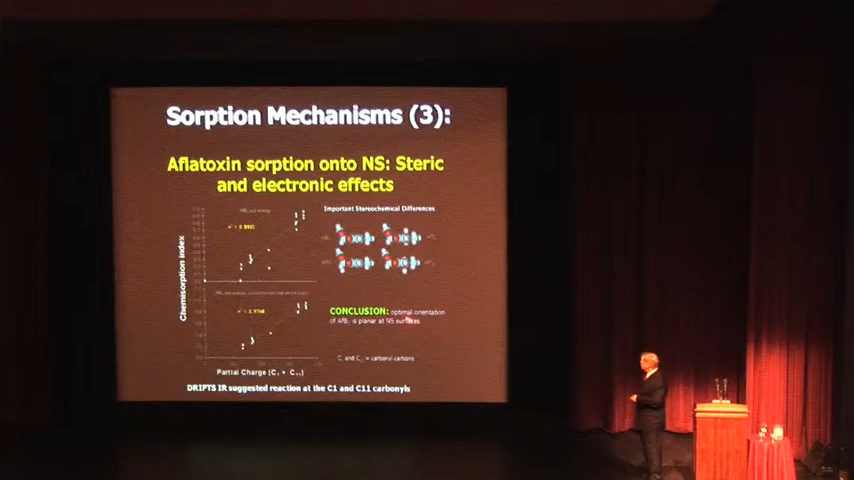 Sorption Mechanisms (3):
Aflatoxin sorption onto NS: Steric
and electronic effects
Important Stereochemical Differences
Chemisorption index
CONCLUSION: optimal orientation
of AfB₁ is planar at NS surfaces
= carbonyl carbons
Partial Charge (C₁ + C₁₁)
DRIFTS IR suggested reaction at the C1 and C11 carbonyls